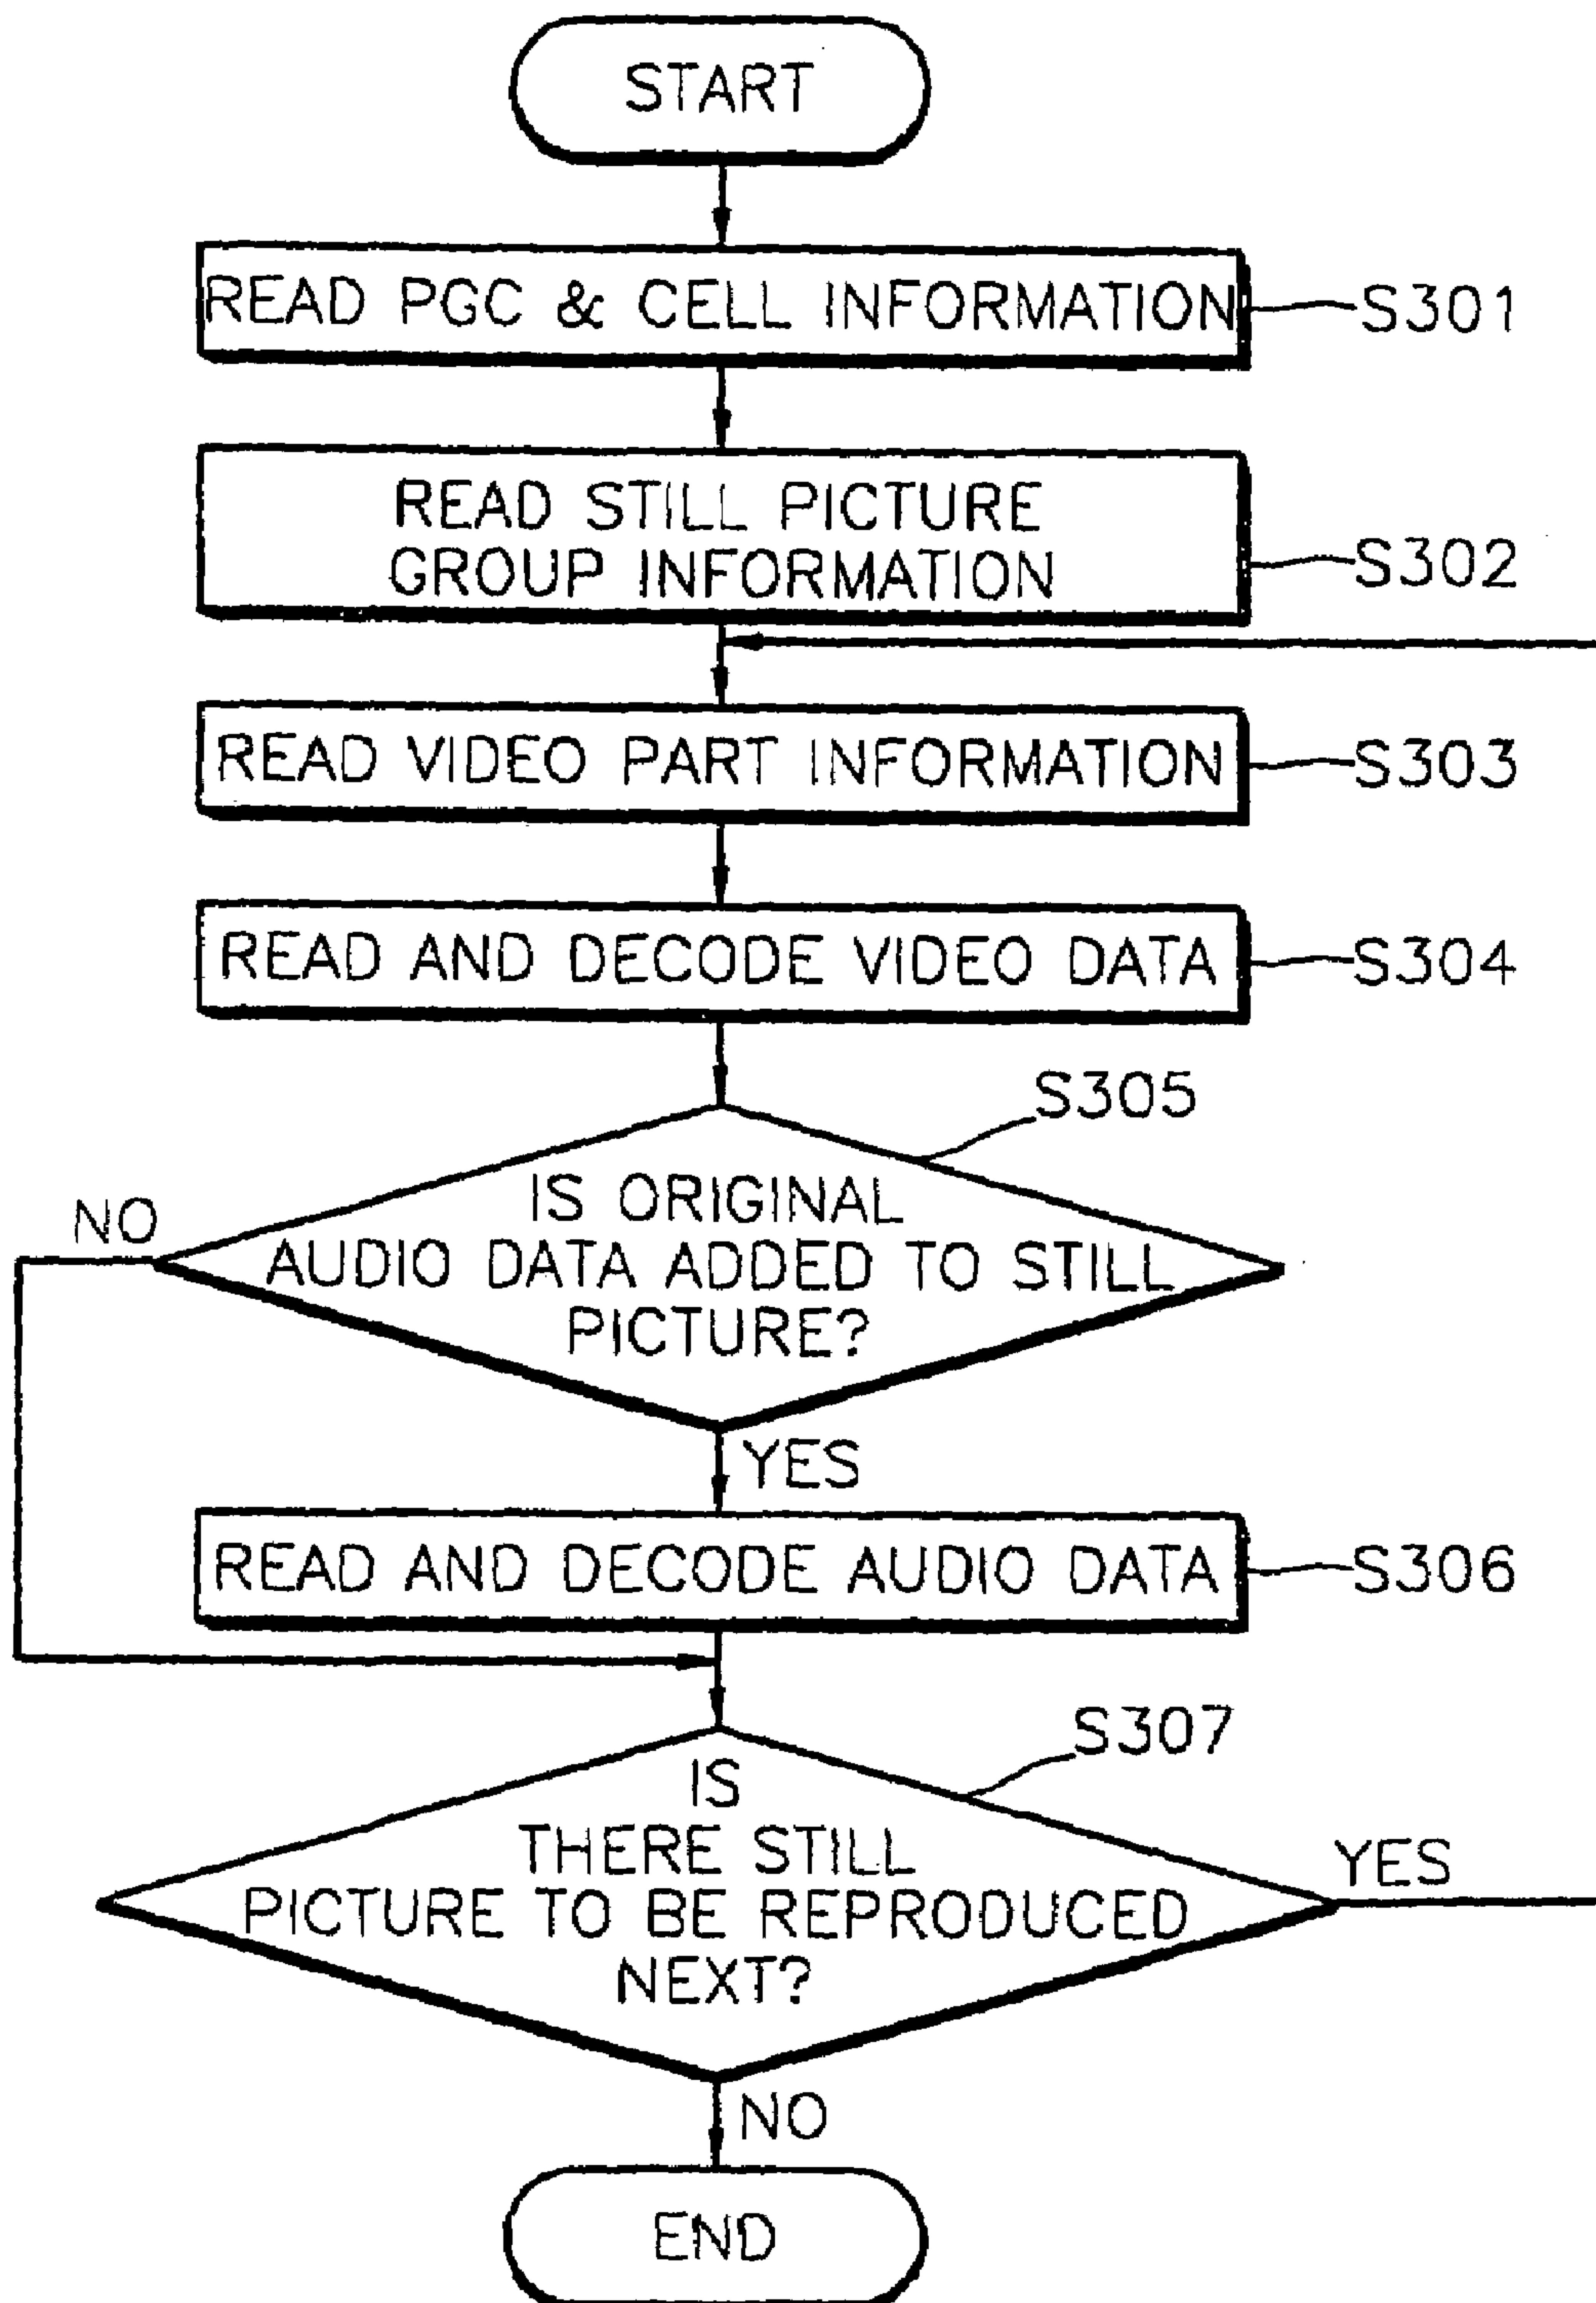 START
READ PGC & CELL INFORMATION
S301
READ STILL PICTURE
GROUP INFORMATION
S302
READ VIDEO PART INFORMATION
S303
READ AND DECODE VIDEO DATA
S304
S305
IS ORIGINAL
AUDIO DATA ADDED TO STILL
PICTURE?
NO
YES
READ AND DECODE AUDIO DATA
S306
S307
IS
THERE STILL
PICTURE TO BE REPRODUCED
NEXT?
YES
NO
END